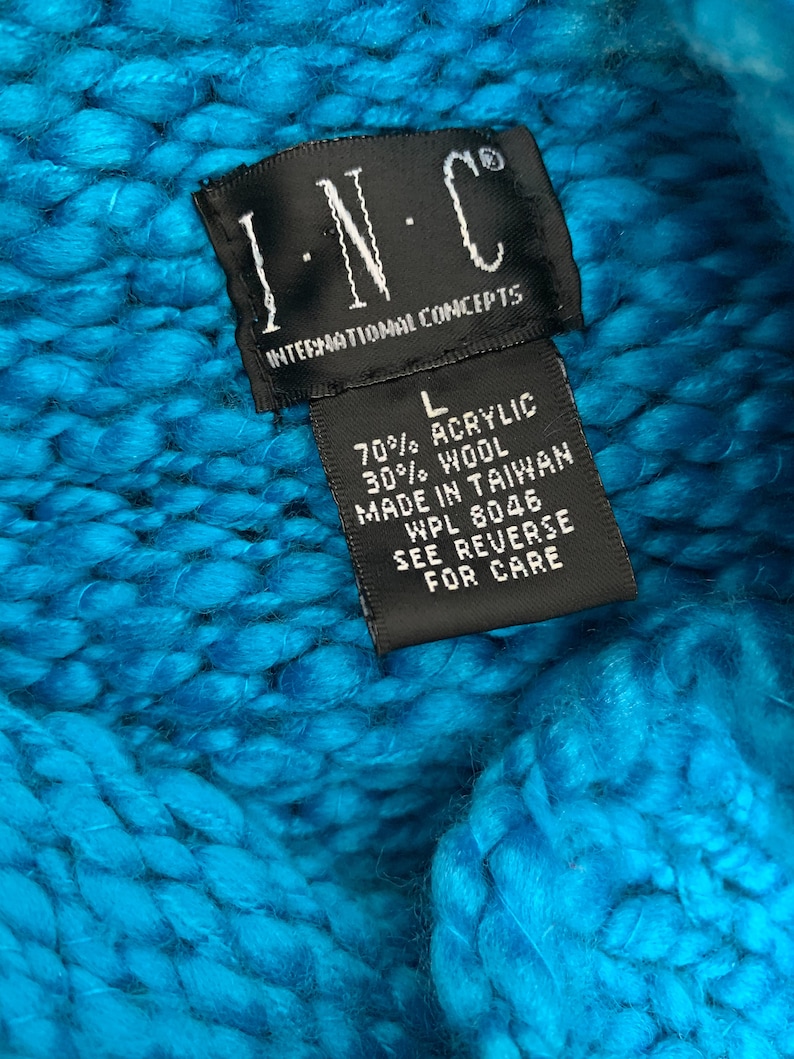 I·N·C®
INTERNATIONAL CONCEPTS
L
70% ACRYLIC
30% WOOL
MADE IN TAIWAN
WPL 8046
SEE REVERSE
FOR CARE